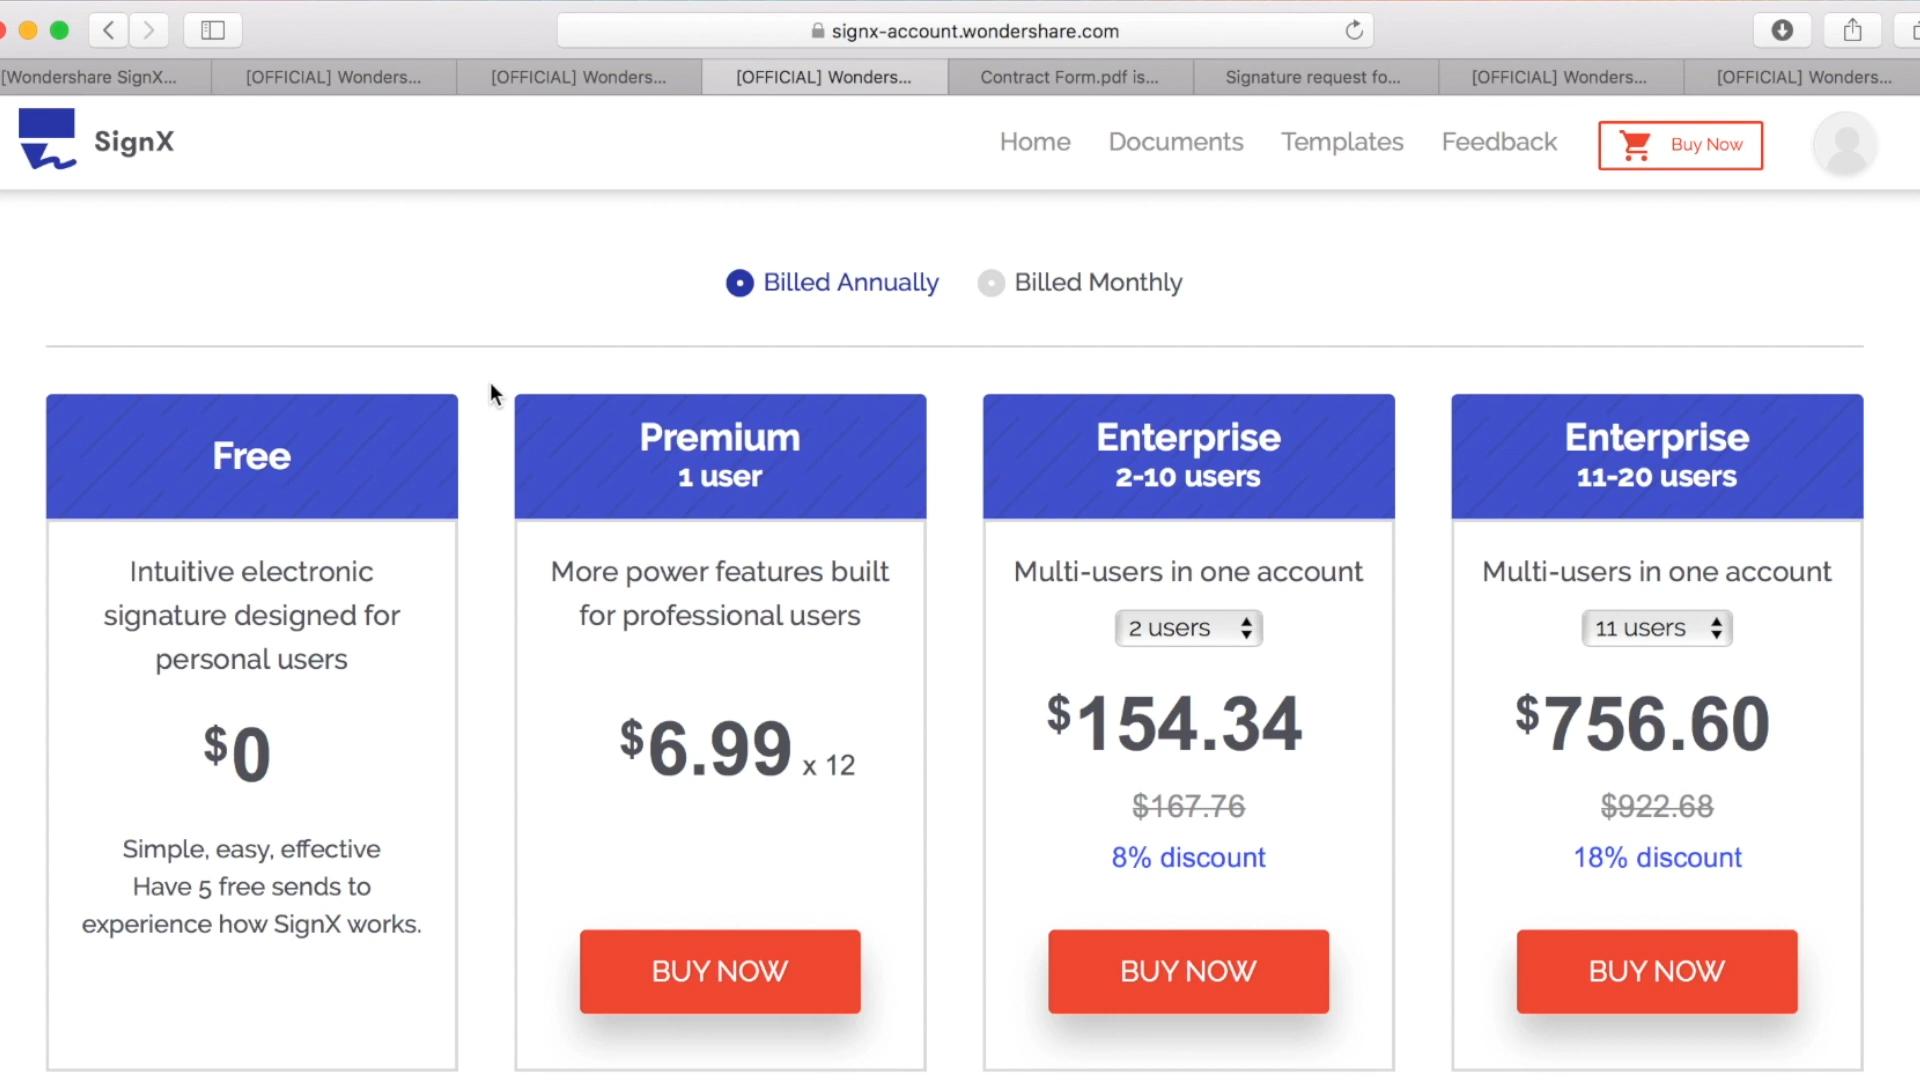 signx-account.wondershare.com
[Wondershare SignX...
[OFFICIAL] Wonders...
[OFFICIAL] Wonders...
[OFFICIAL] Wonders...
Contract Form.pdf is...
Signature request fo...
[OFFICIAL] Wonders...
[OFFICIAL] Wonders...
SignX
Home
Documents
Templates
Feedback
Buy Now
Billed Annually
Billed Monthly
Free
Intuitive electronic
signature designed for
personal users
$0
Simple, easy, effective
Have 5 free sends to
experience how SignX works.
Premium
1 user
More power features built
for professional users
$6.99 x 12
BUY NOW
Enterprise
2-10 users
Multi-users in one account
2 users
$154.34
$167.76
8% discount
BUY NOW
Enterprise
11-20 users
Multi-users in one account
11 users
$756.60
$922.68
18% discount
BUY NOW